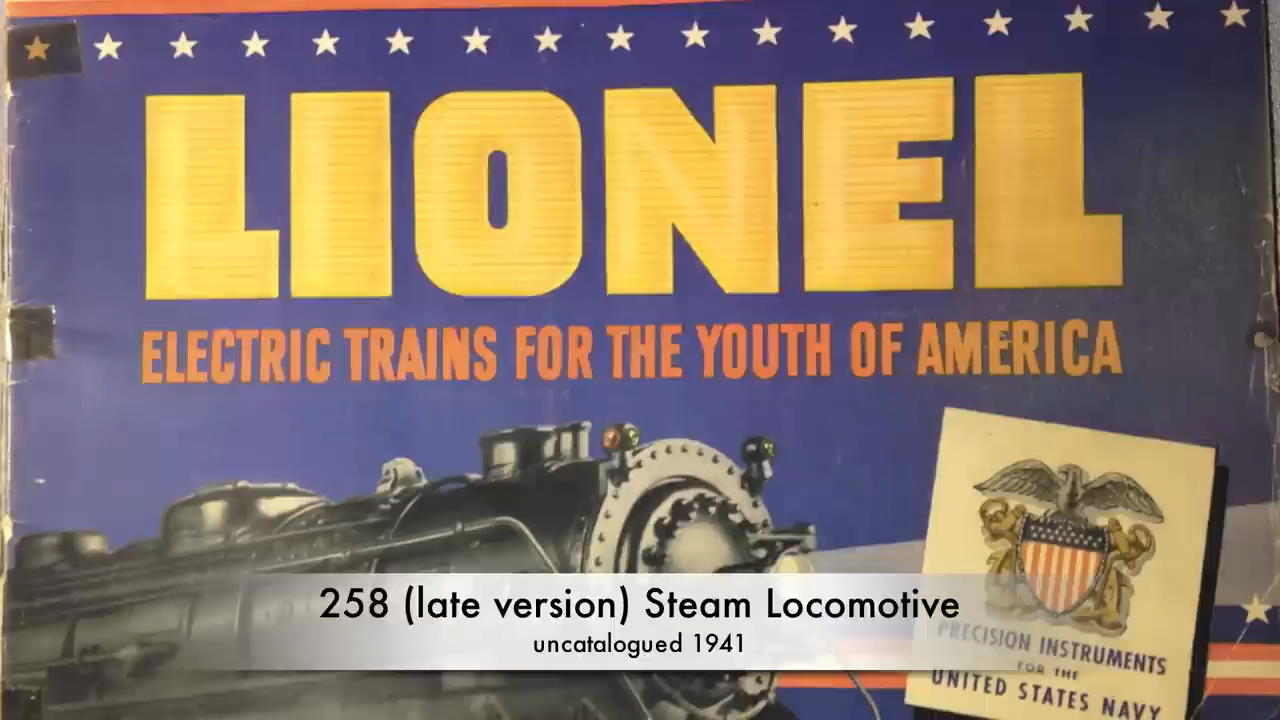 LIONEL
ELECTRIC TRAINS FOR THE YOUTH OF AMERICA
258 (late version) Steam Locomotive
uncatalogued 1941
PRECISION INSTRUMENTS
FOR THE
UNITED STATES NAVY